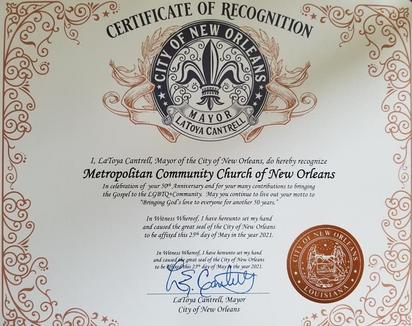 CERTIFICATE OF RECOGNITION
CITY OF NEW ORLEANS
MAYOR
LATOYA CANTRELL
I, LaToya Cantrell, Mayor of the City of New Orleans, do hereby recognize
Metropolitan Community Church of New Orleans
In celebration of your 50th Anniversary and for your many contributions to bringing
the Gospel to the LGBTQ+Community. May you continue to live out your motto to
"Bringing God's love to everyone for another 50 years."
In Witness Whereof, I have hereunto set my hand
and caused the great seal of the City of New Orleans
to be affixed this 25th day of May in the year 2021.
In Witness Whereof, I have hereunto set my hand
and caused the great seal of the City of New Orleans
to be affixed this 25th day of May in the year 2021.
LaToya Cantrell, Mayor
City of New Orleans
CITY OF NEW ORLEANS
LOUISIANA